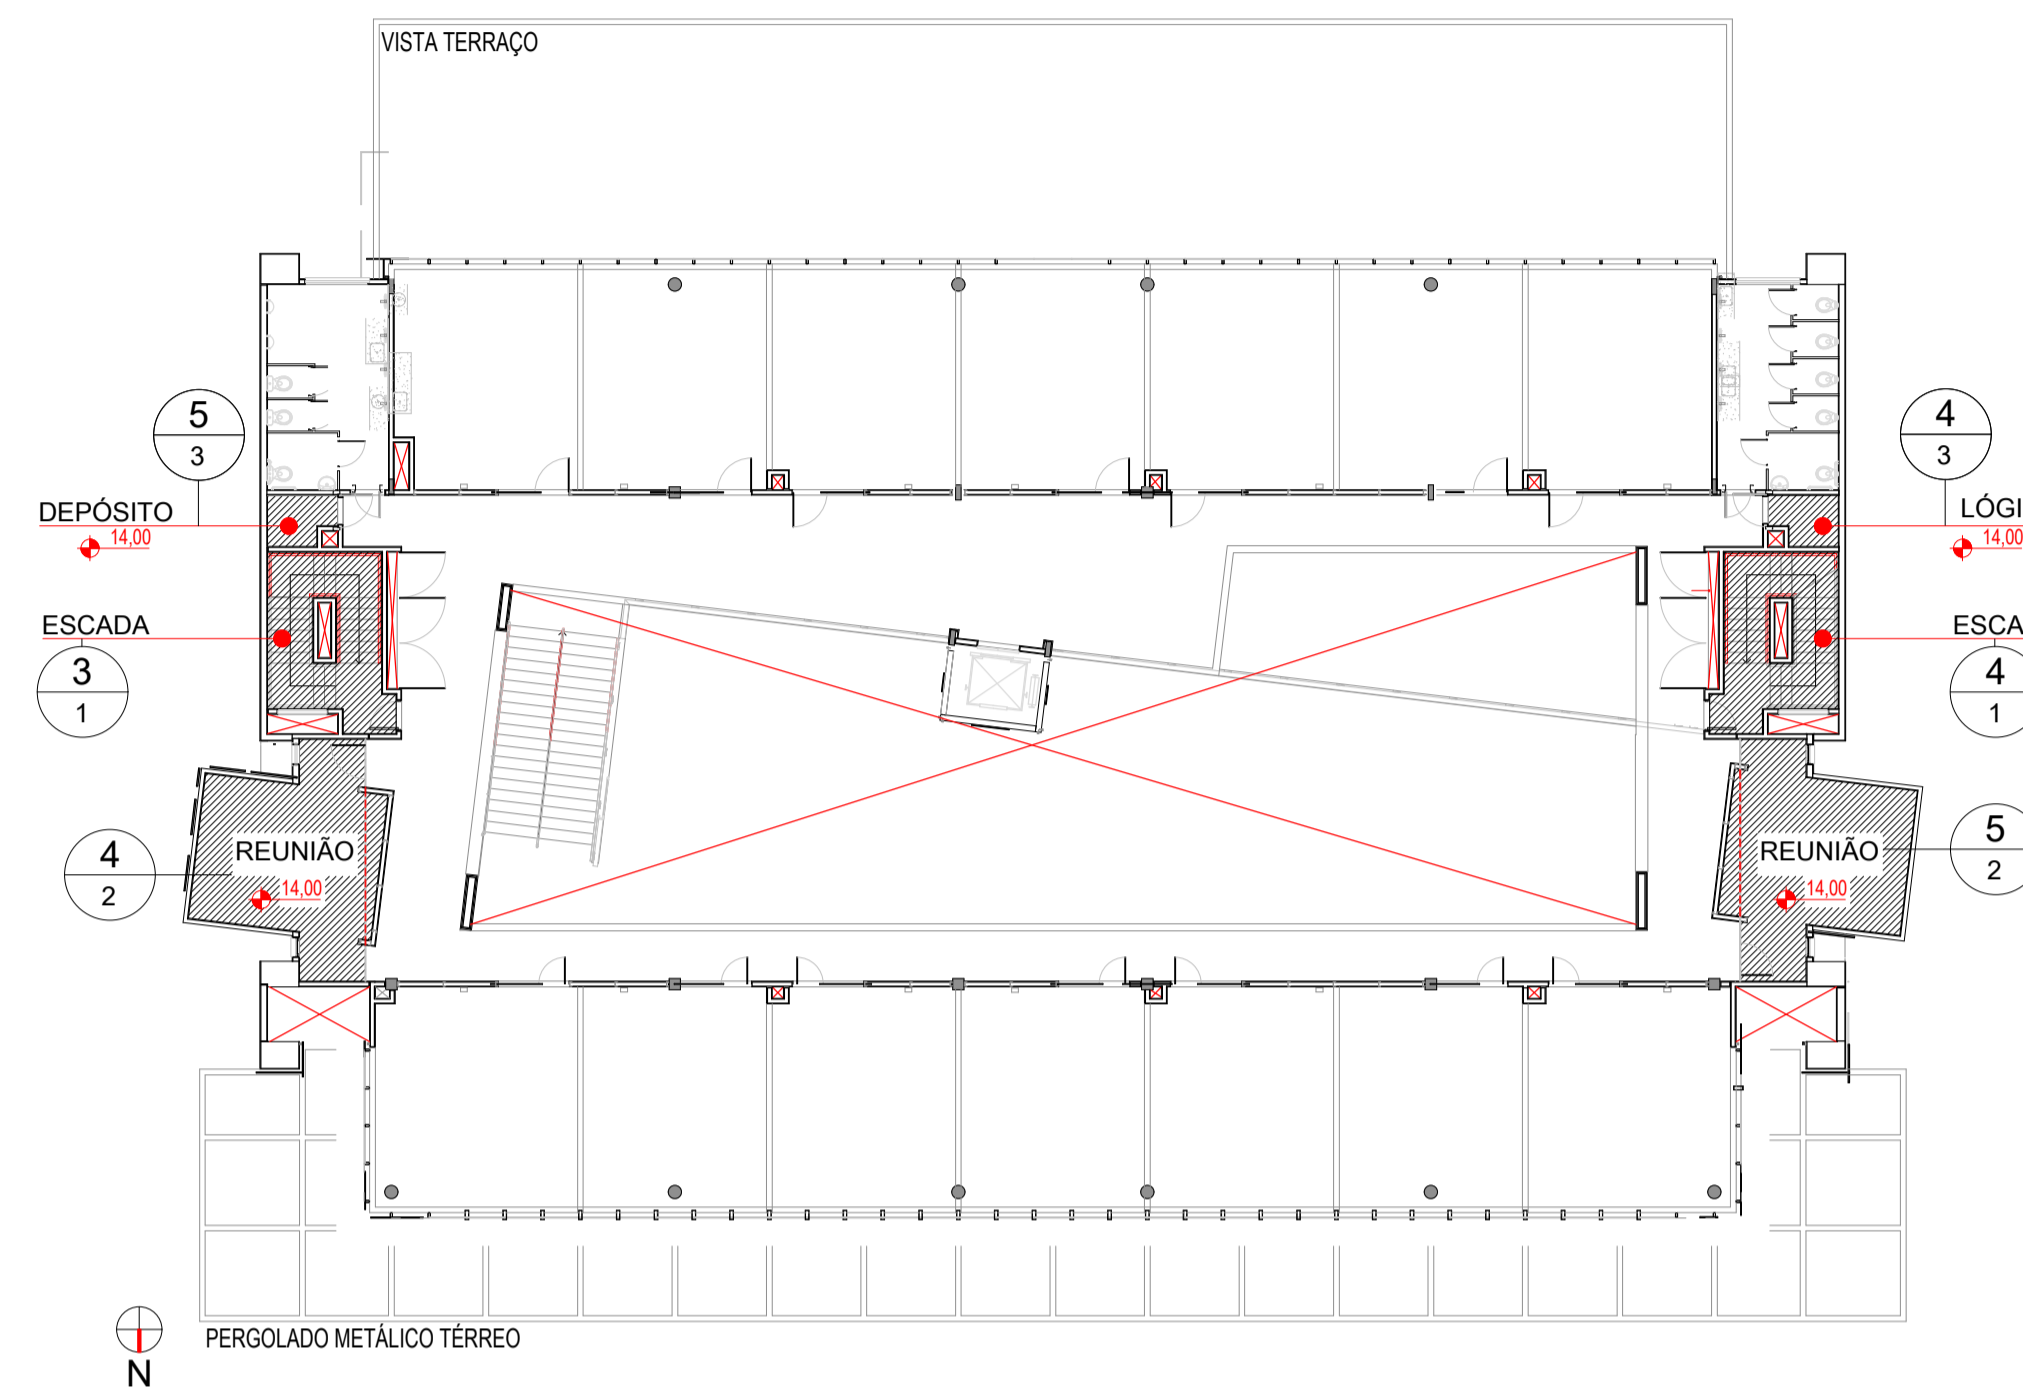 VISTA TERRAÇO
5
3
4
3
DEPÓSITO
14,00
LÓGI
14,00
ESCADA
3
1
ESCA
4
1
REUNIÃO
14,00
4
2
REUNIÃO
14,00
5
2
PERGOLADO METÁLICO TÉRREO
N